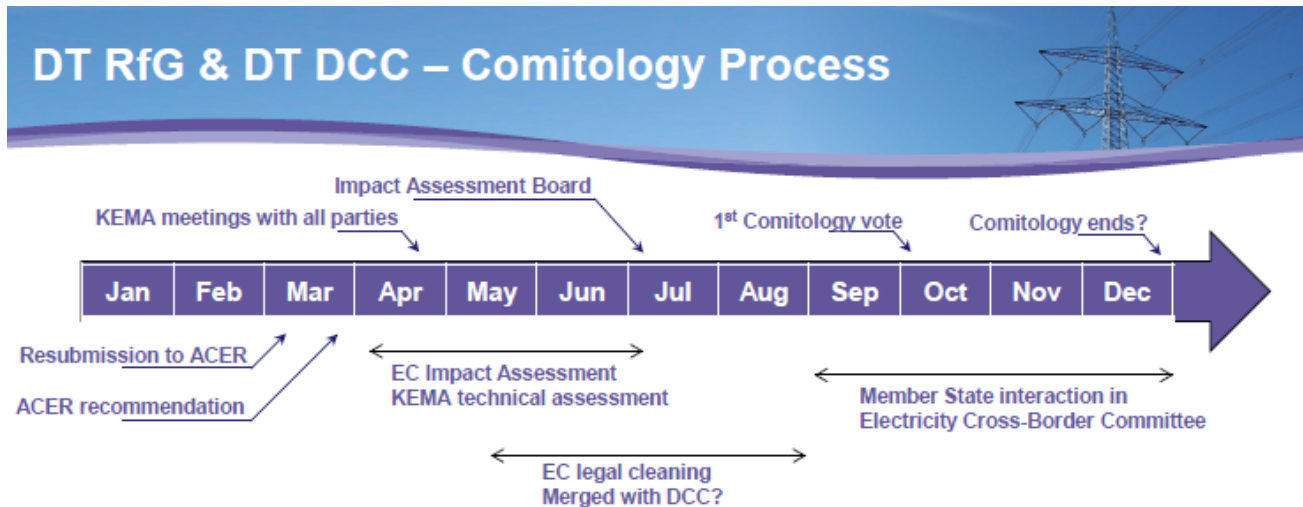 DT RfG & DT DCC – Comitology Process
Impact Assessment Board
KEMA meetings with all parties
1st Comitology vote
Comitology ends?
Jan Feb Mar Apr May Jun Jul Aug Sep Oct Nov Dec
Resubmission to ACER
ACER recommendation
EC Impact Assessment
KEMA technical assessment
Member State interaction in
Electricity Cross-Border Committee
EC legal cleaning
Merged with DCC?